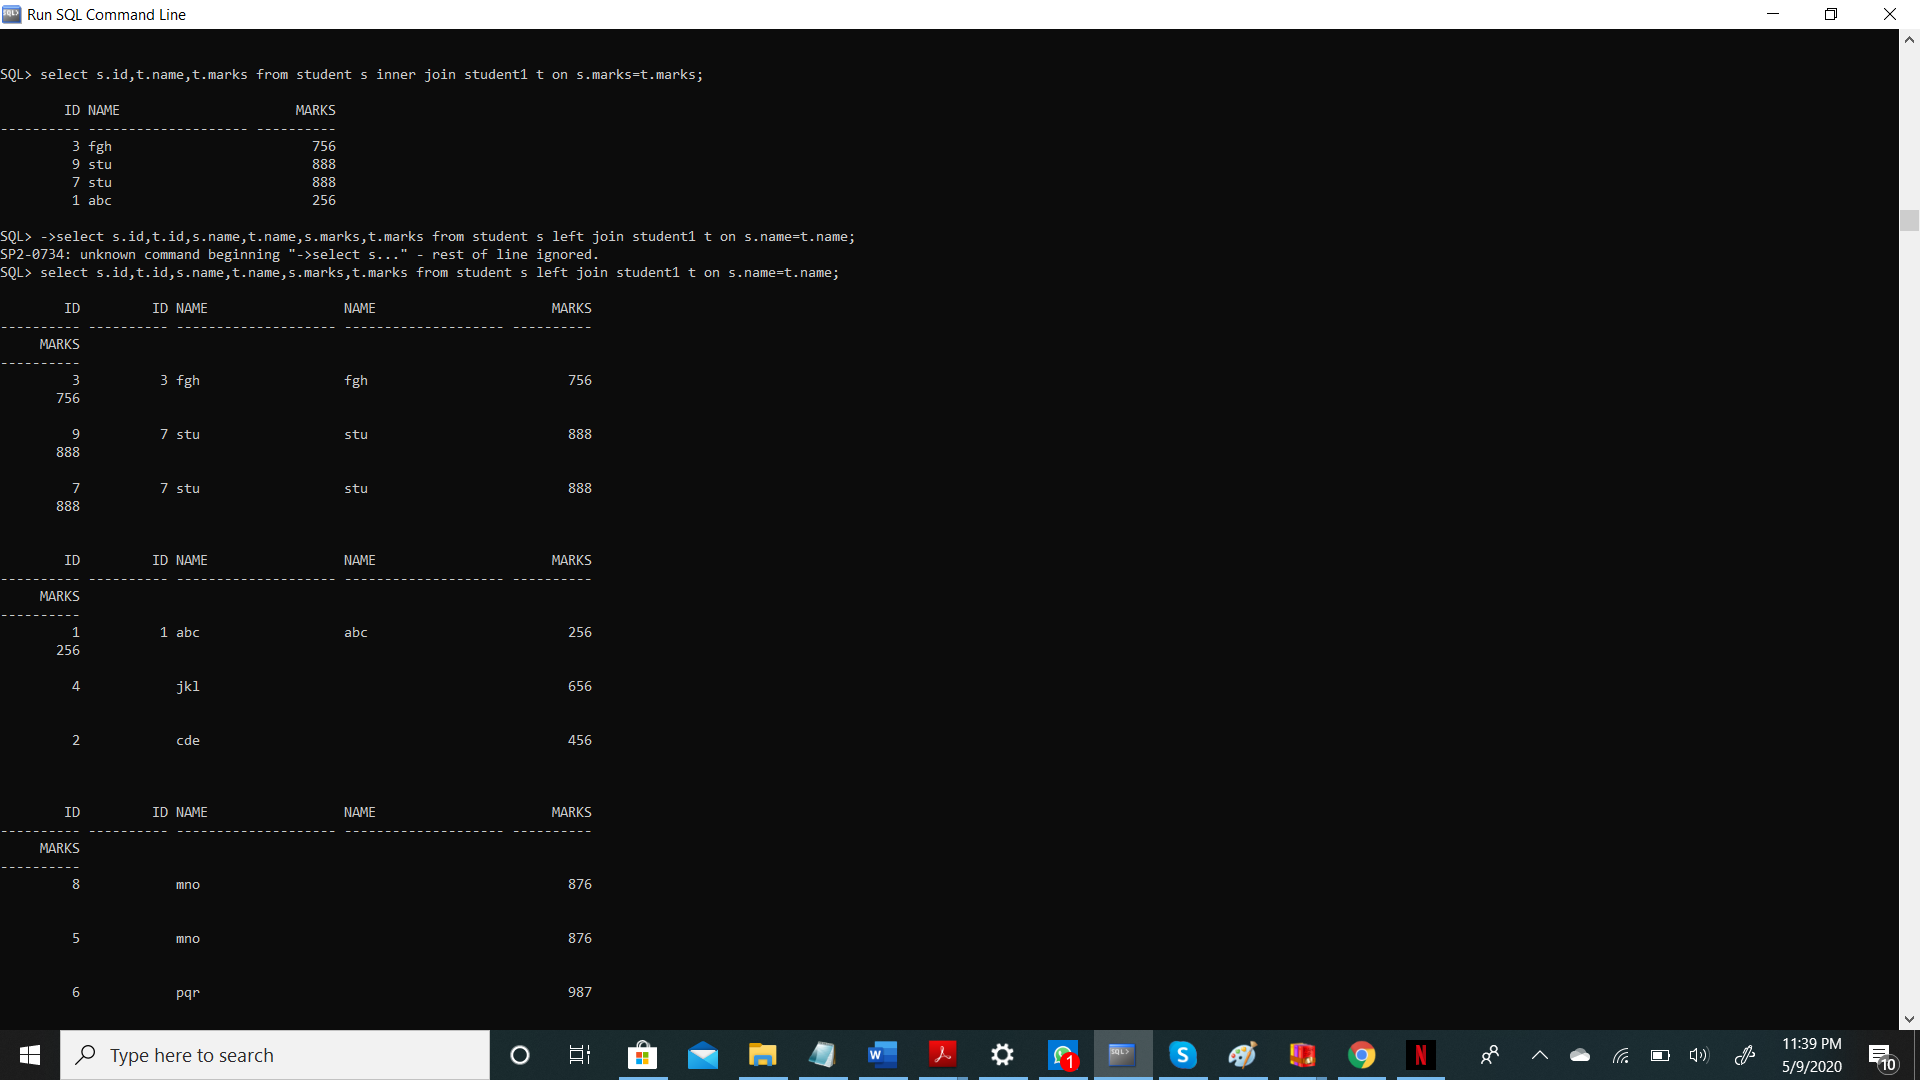 Run SQL Command Line
SQL> select s.id,t.name,t.marks from student s inner join student1 t on s.marks=t.marks;
        ID NAME                      MARKS
---------- -------------------- ----------
         3 fgh                         756
         9 stu                         888
         7 stu                         888
         1 abc                         256
SQL> ->select s.id,t.id,s.name,t.name,s.marks,t.marks from student s left join student1 t on s.name=t.name;
SP2-0734: unknown command beginning "->select s..." - rest of line ignored.
SQL> select s.id,t.id,s.name,t.name,s.marks,t.marks from student s left join student1 t on s.name=t.name;
        ID         ID NAME                 NAME                      MARKS
---------- ---------- -------------------- -------------------- ----------
     MARKS
----------
         3          3 fgh                  fgh                         756
       756
         9          7 stu                  stu                         888
       888
         7          7 stu                  stu                         888
       888
        ID         ID NAME                 NAME                      MARKS
---------- ---------- -------------------- -------------------- ----------
     MARKS
----------
         1          1 abc                  abc                         256
       256
         4            jkl                                              656
         2            cde                                              456
        ID         ID NAME                 NAME                      MARKS
---------- ---------- -------------------- -------------------- ----------
     MARKS
----------
         8            mno                                              876
         5            mno                                              876
         6            pqr                                              987
Type here to search
W
1
SQL>
S
N
11:39 PM
5/9/2020
10